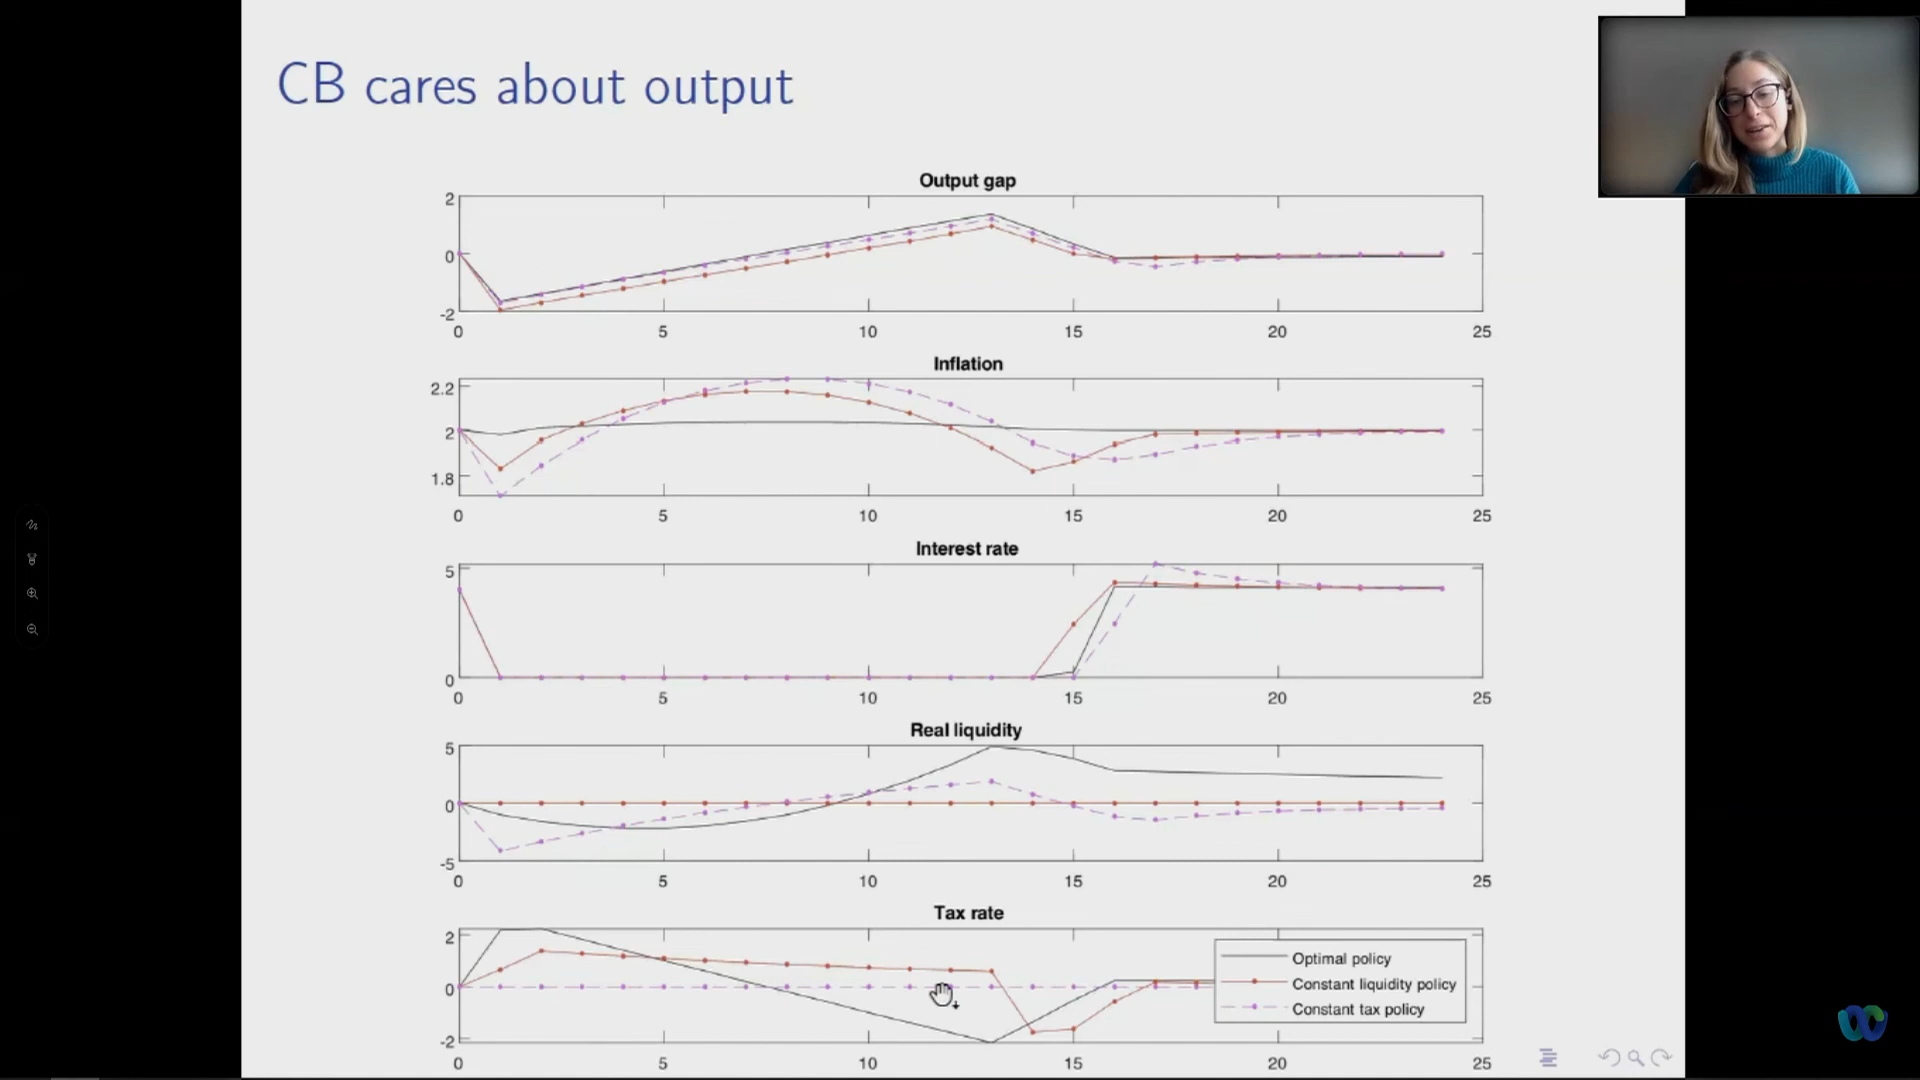 CB cares about output
Output gap
2
0
-2
0 5 10 15 20 25
Inflation
2.2
2
1.8
0 5 10 15 20 25
Interest rate
5
0
0 5 10 15 20 25
Real liquidity
5
0
-5
0 5 10 15 20 25
Tax rate
2
0
-2
0 5 10 15 20 25
Optimal policy
Constant liquidity policy
Constant tax policy